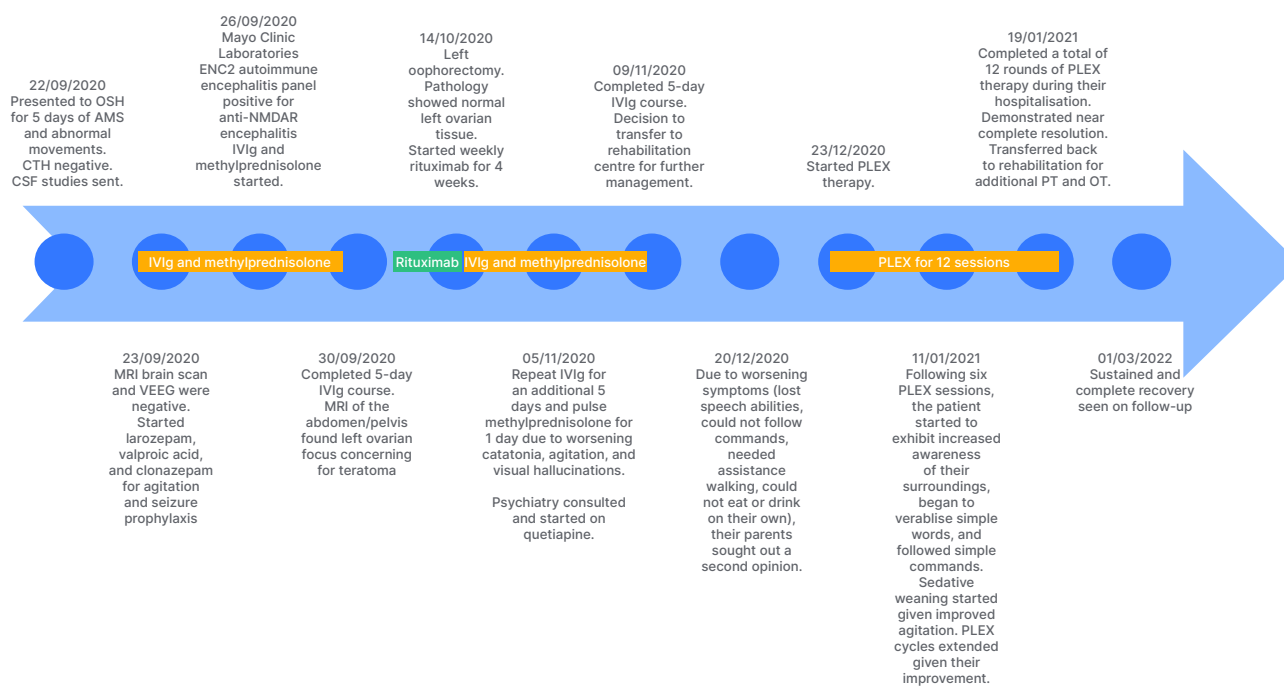 22/09/2020
Presented to OSH
for 5 days of AMS
and abnormal
movements.
CTH negative.
CSF studies sent.
26/09/2020
Mayo Clinic
Laboratories
ENC2 autoimmune
encephalitis panel
positive for
anti-NMDAR
encephalitis
IVIg and
methylprednisolone
started.
14/10/2020
Left
oophorectomy.
Pathology
showed normal
left ovarian
tissue.
Started weekly
rituximab for 4
weeks.
09/11/2020
Completed 5-day
IVIg course.
Decision to
transfer to
rehabilitation
centre for further
management.
23/12/2020
Started PLEX
therapy.
19/01/2021
Completed a total of
12 rounds of PLEX
therapy during their
hospitalisation.
Demonstrated near
complete resolution.
Transferred back
to rehabilitation for
additional PT and OT.
IVIg and methylprednisolone
Rituximab
IVIg and methylprednisolone
PLEX for 12 sessions
23/09/2020
MRI brain scan
and VEEG were
negative.
Started
larozepam,
valproic acid,
and clonazepam
for agitation
and seizure
prophylaxis
30/09/2020
Completed 5-day
IVIg course.
MRI of the
abdomen/pelvis
found left ovarian
focus concerning
for teratoma
05/11/2020
Repeat IVIg for
an additional 5
days and pulse
methylprednisolone for
1 day due to worsening
catatonia, agitation, and
visual hallucinations.
Psychiatry consulted
and started on
quetiapine.
20/12/2020
Due to worsening
symptoms (lost
speech abilities,
could not follow
commands,
needed
assistance
walking, could
not eat or drink
on their own),
their parents
sought out a
second opinion.
11/01/2021
Following six
PLEX sessions,
the patient
started to
exhibit increased
awareness
of their
surroundings,
began to
verablise simple
words, and
followed simple
commands.
Sedative
weaning started
given improved
agitation. PLEX
cycles extended
given their
improvement.
01/03/2022
Sustained and
complete recovery
seen on follow-up